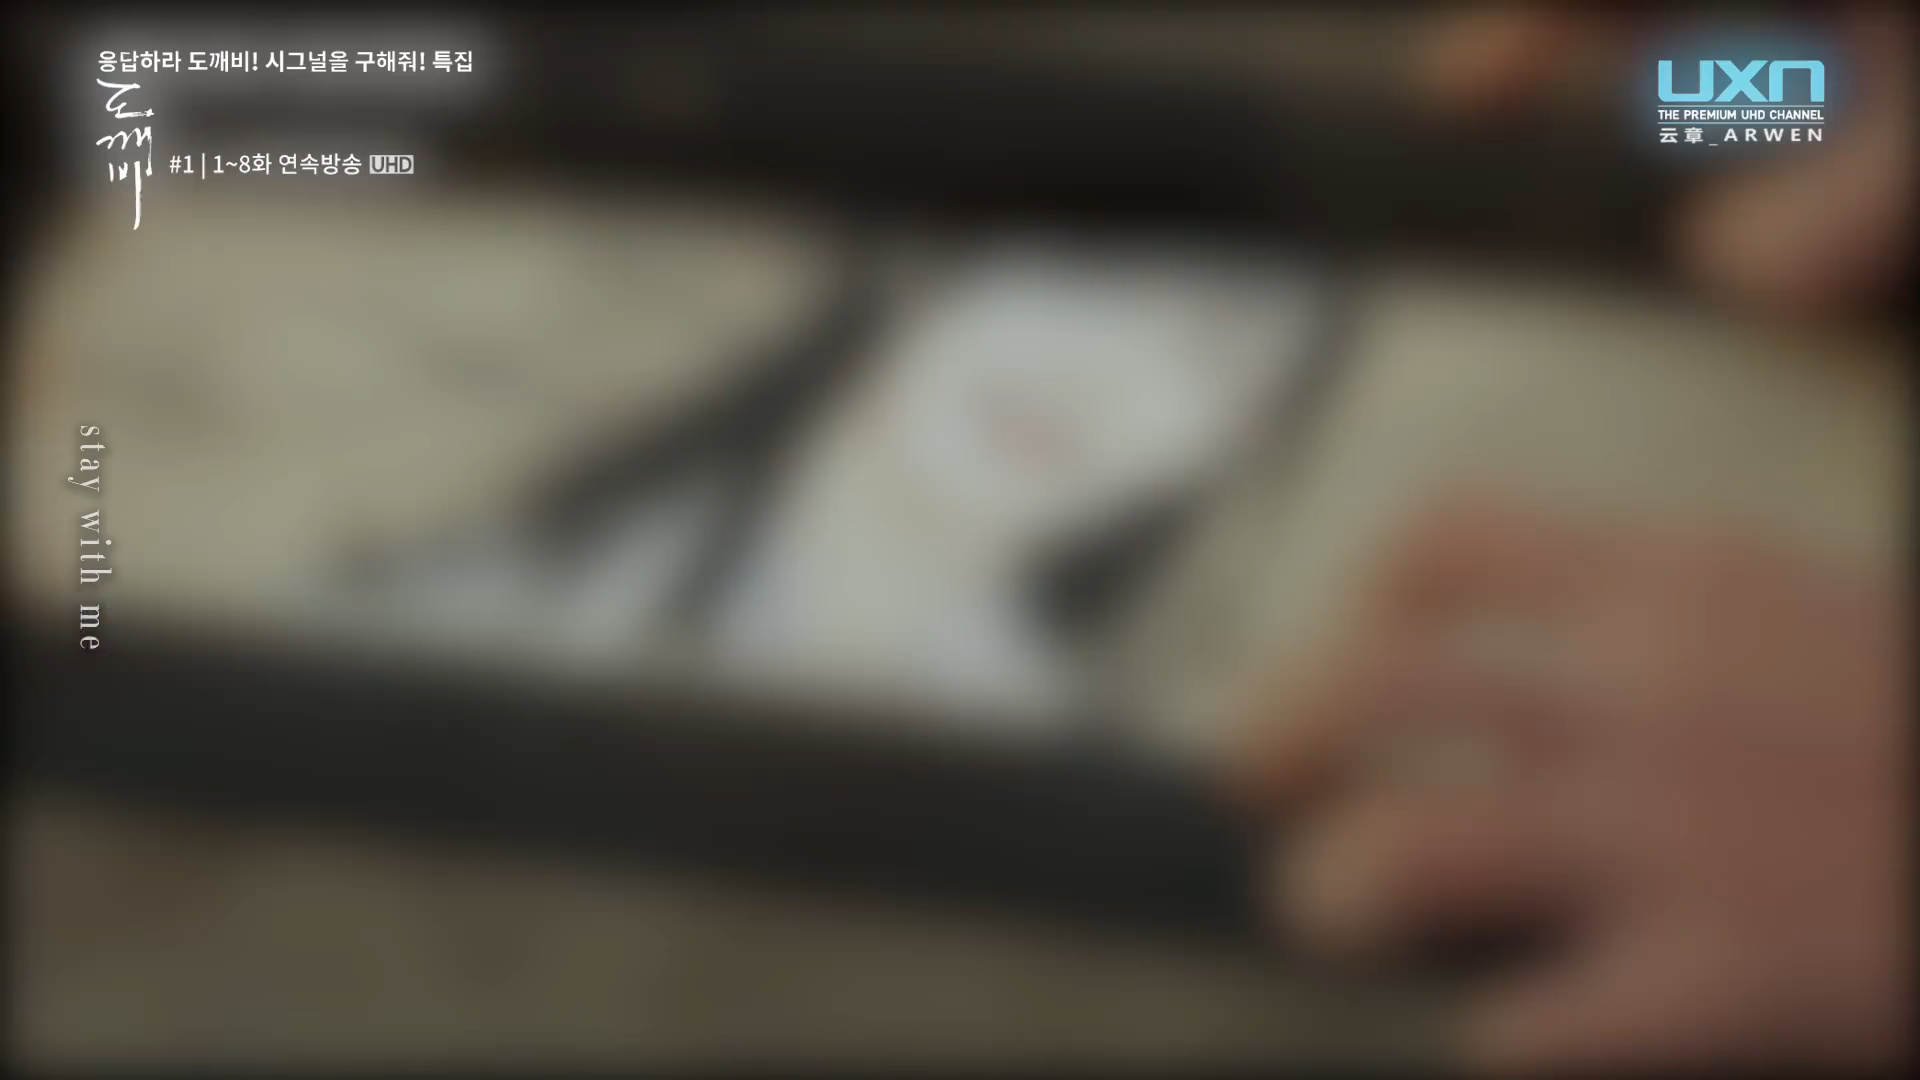 응답하라 도깨비! 시그널을 구해줘! 특집
도깨비
#1 | 1~8화 연속방송 UHD
UXN
THE PREMIUM UHD CHANNEL
云章_ARWEN
stay with me